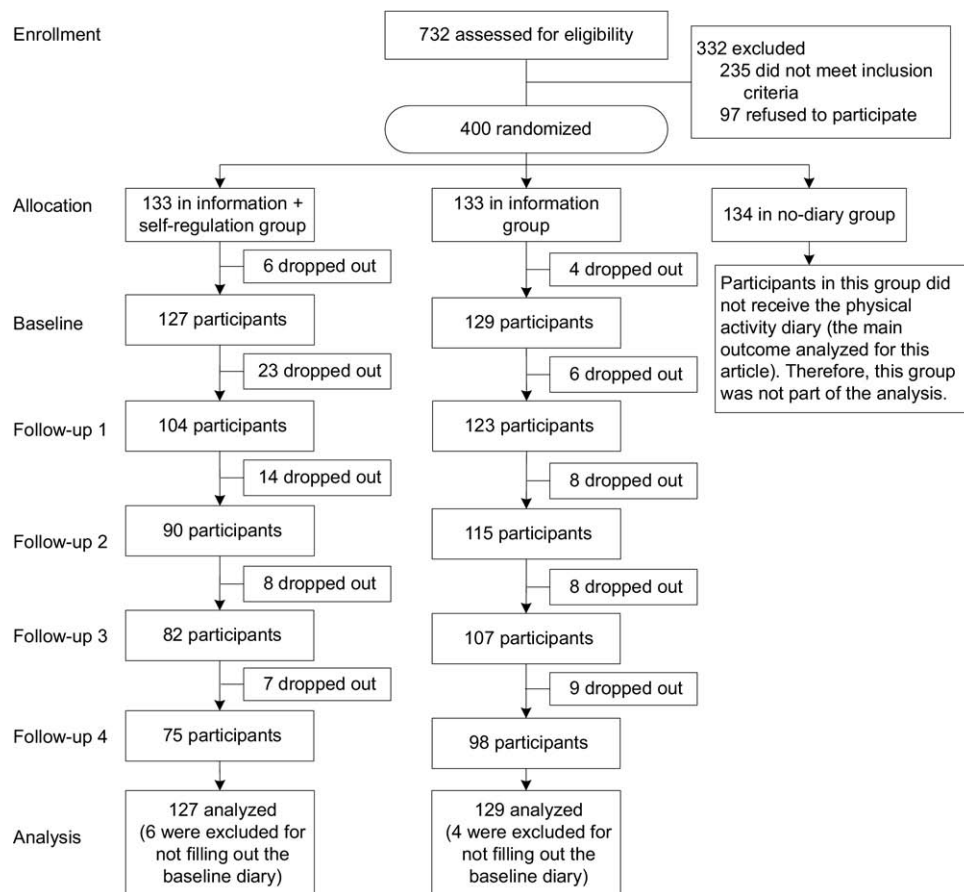 Enrollment
732 assessed for eligibility
332 excluded
235 did not meet inclusion
criteria
97 refused to participate
400 randomized
Allocation
133 in information +
self-regulation group
133 in information
group
134 in no-diary group
6 dropped out
4 dropped out
Participants in this group did
not receive the physical
activity diary (the main
outcome analyzed for this
article). Therefore, this group
was not part of the analysis.
Baseline
127 participants
129 participants
23 dropped out
6 dropped out
Follow-up 1
104 participants
123 participants
14 dropped out
8 dropped out
Follow-up 2
90 participants
115 participants
8 dropped out
8 dropped out
Follow-up 3
82 participants
107 participants
7 dropped out
9 dropped out
Follow-up 4
75 participants
98 participants
Analysis
127 analyzed
(6 were excluded for
not filling out the
baseline diary)
129 analyzed
(4 were excluded for
not filling out the
baseline diary)